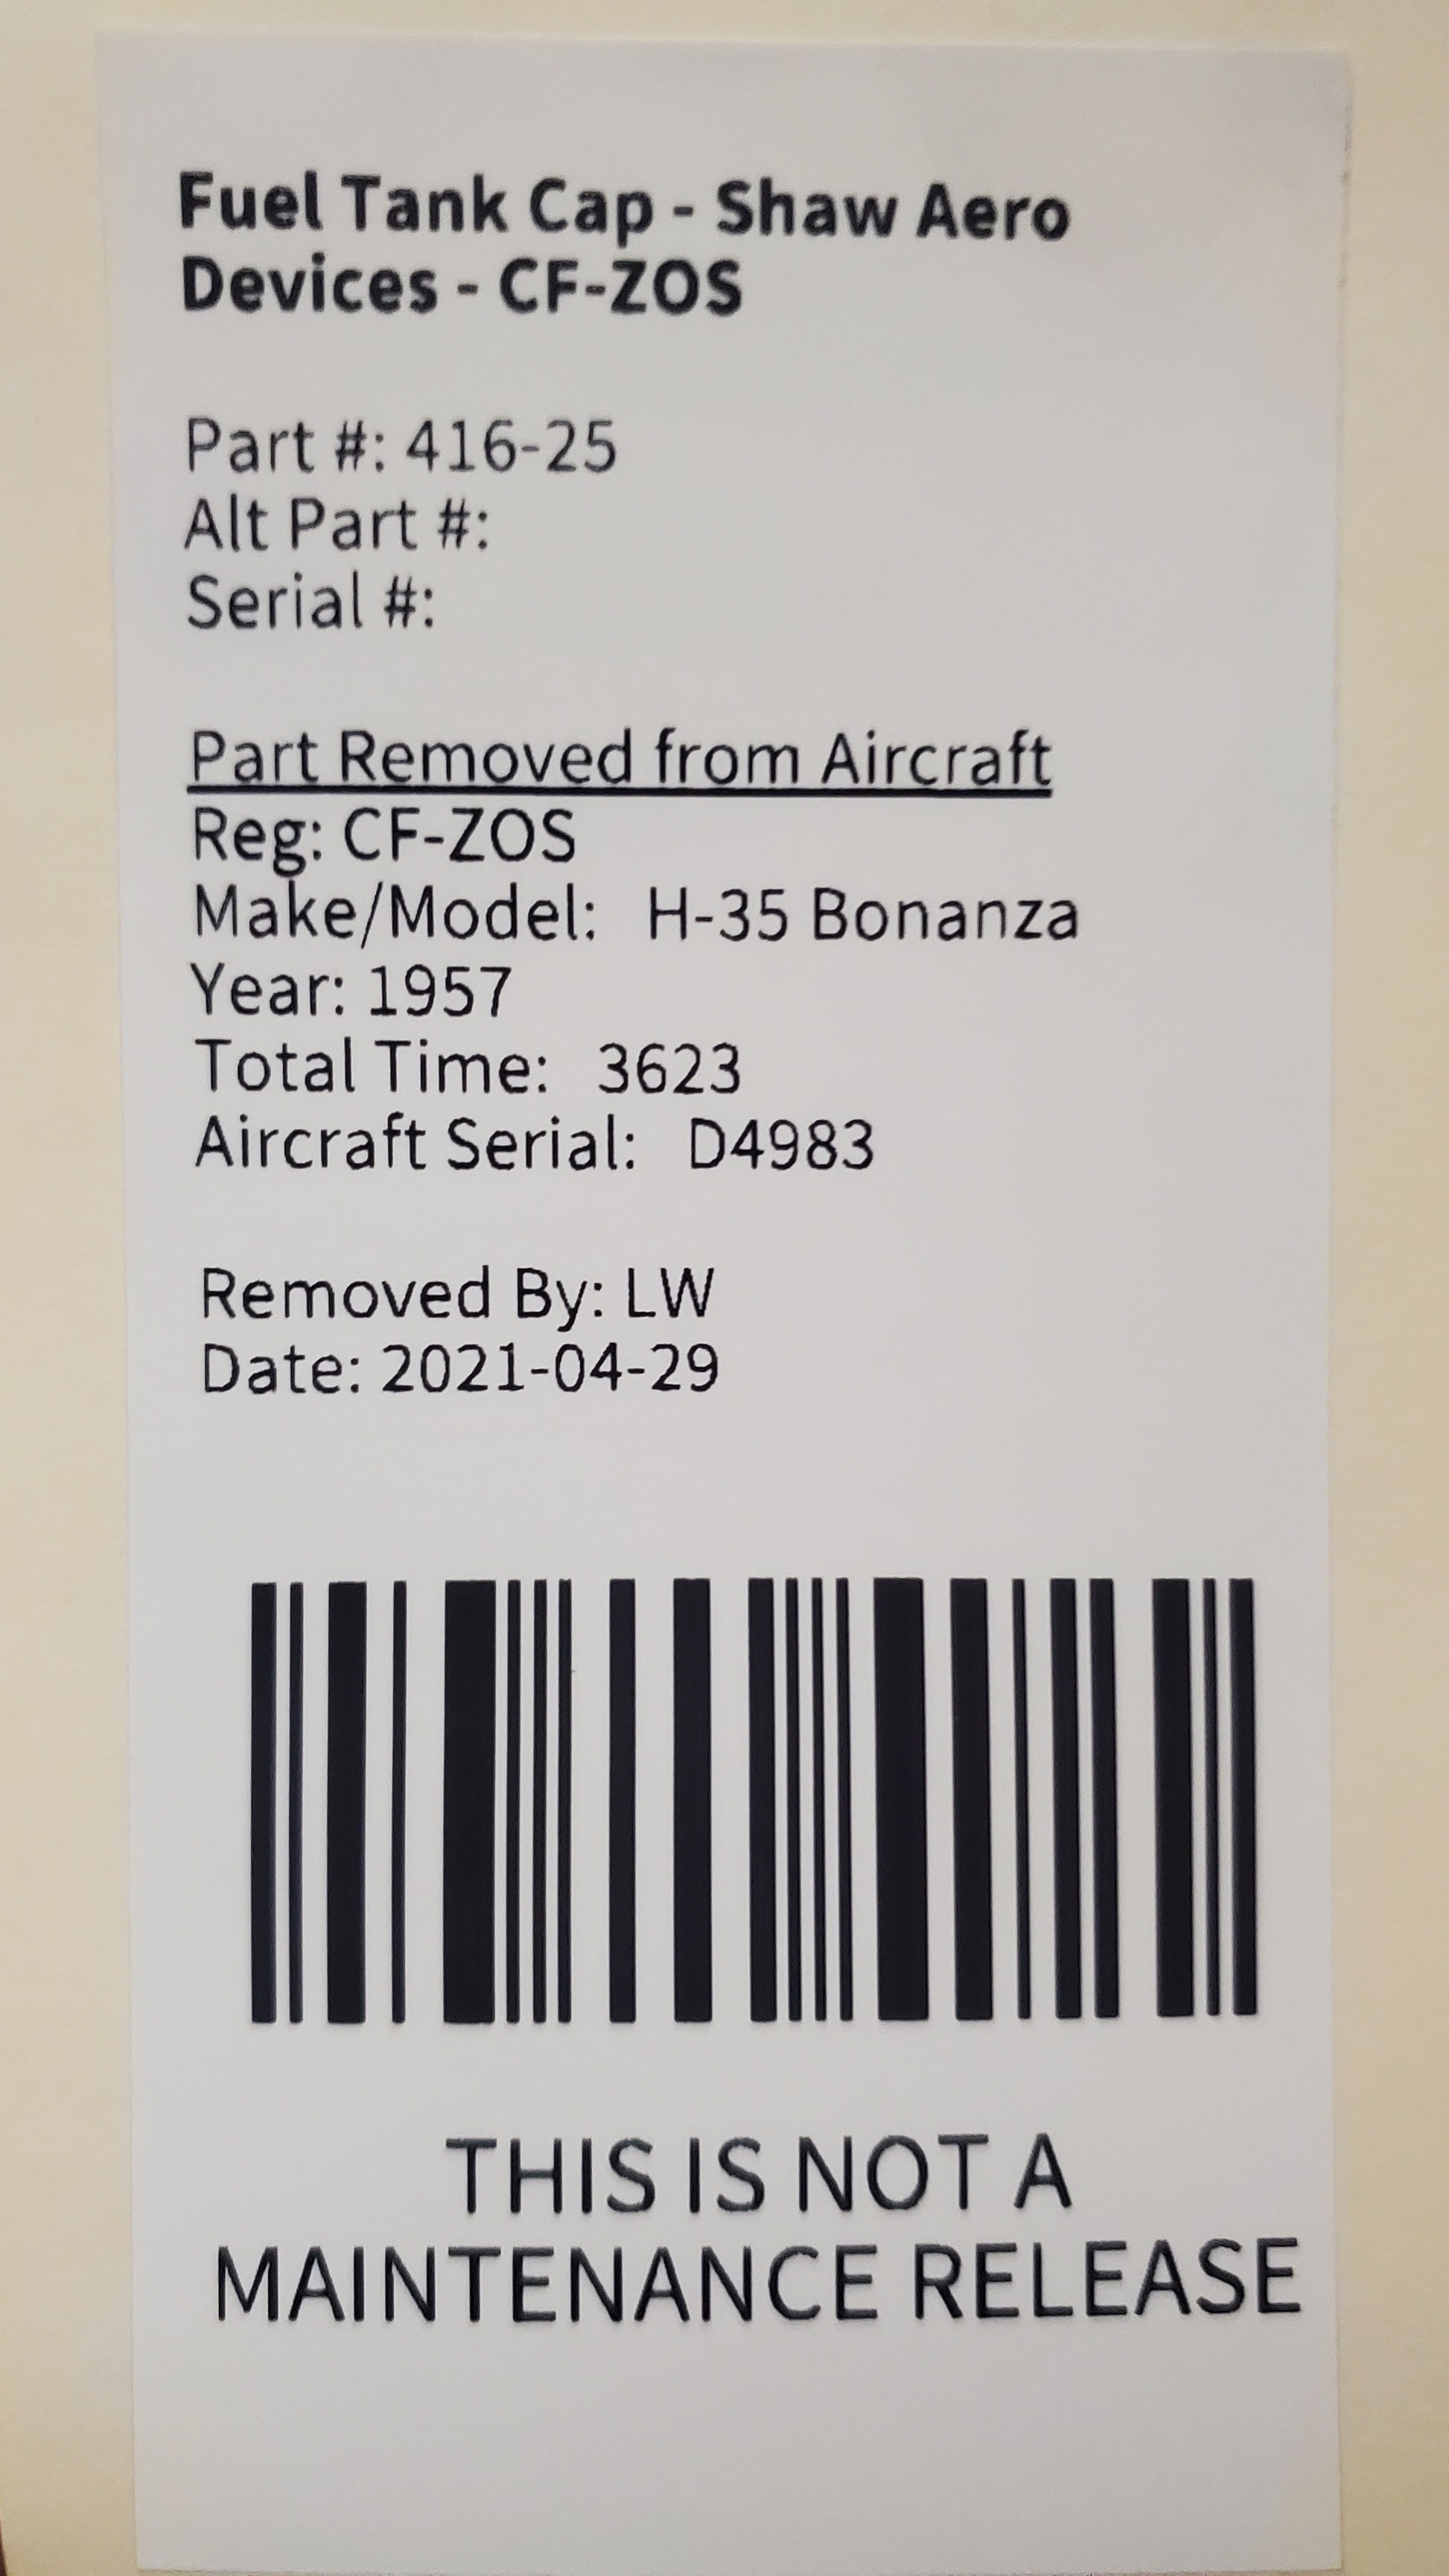 Fuel Tank Cap - Shaw Aero
Devices - CF-ZOS
Part #: 416-25
Alt Part #:
Serial #:
Part Removed from Aircraft
Reg: CF-ZOS
Make/Model: H-35 Bonanza
Year: 1957
Total Time: 3623
Aircraft Serial: D4983
Removed By: LW
Date: 2021-04-29
THIS IS NOT A
MAINTENANCE RELEASE